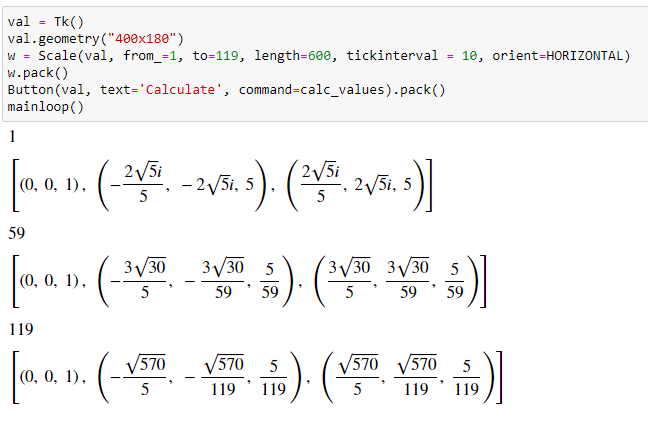 val = Tk()
val.geometry("400x180")
w = Scale(val, from_=1, to=119, length=600, tickinterval = 10, orient=HORIZONTAL)
w.pack()
Button(val, text='Calculate', command=calc_values).pack()
mainloop()
1
[(0, 0, 1), (-2√5i/5, -2√5i, 5), (2√5i/5, 2√5i, 5)]
59
[(0, 0, 1), (-3√30/5, -3√30/59, 5/59), (3√30/5, 3√30/59, 5/59)]
119
[(0, 0, 1), (-√570/5, -√570/119, 5/119), (√570/5, √570/119, 5/119)]